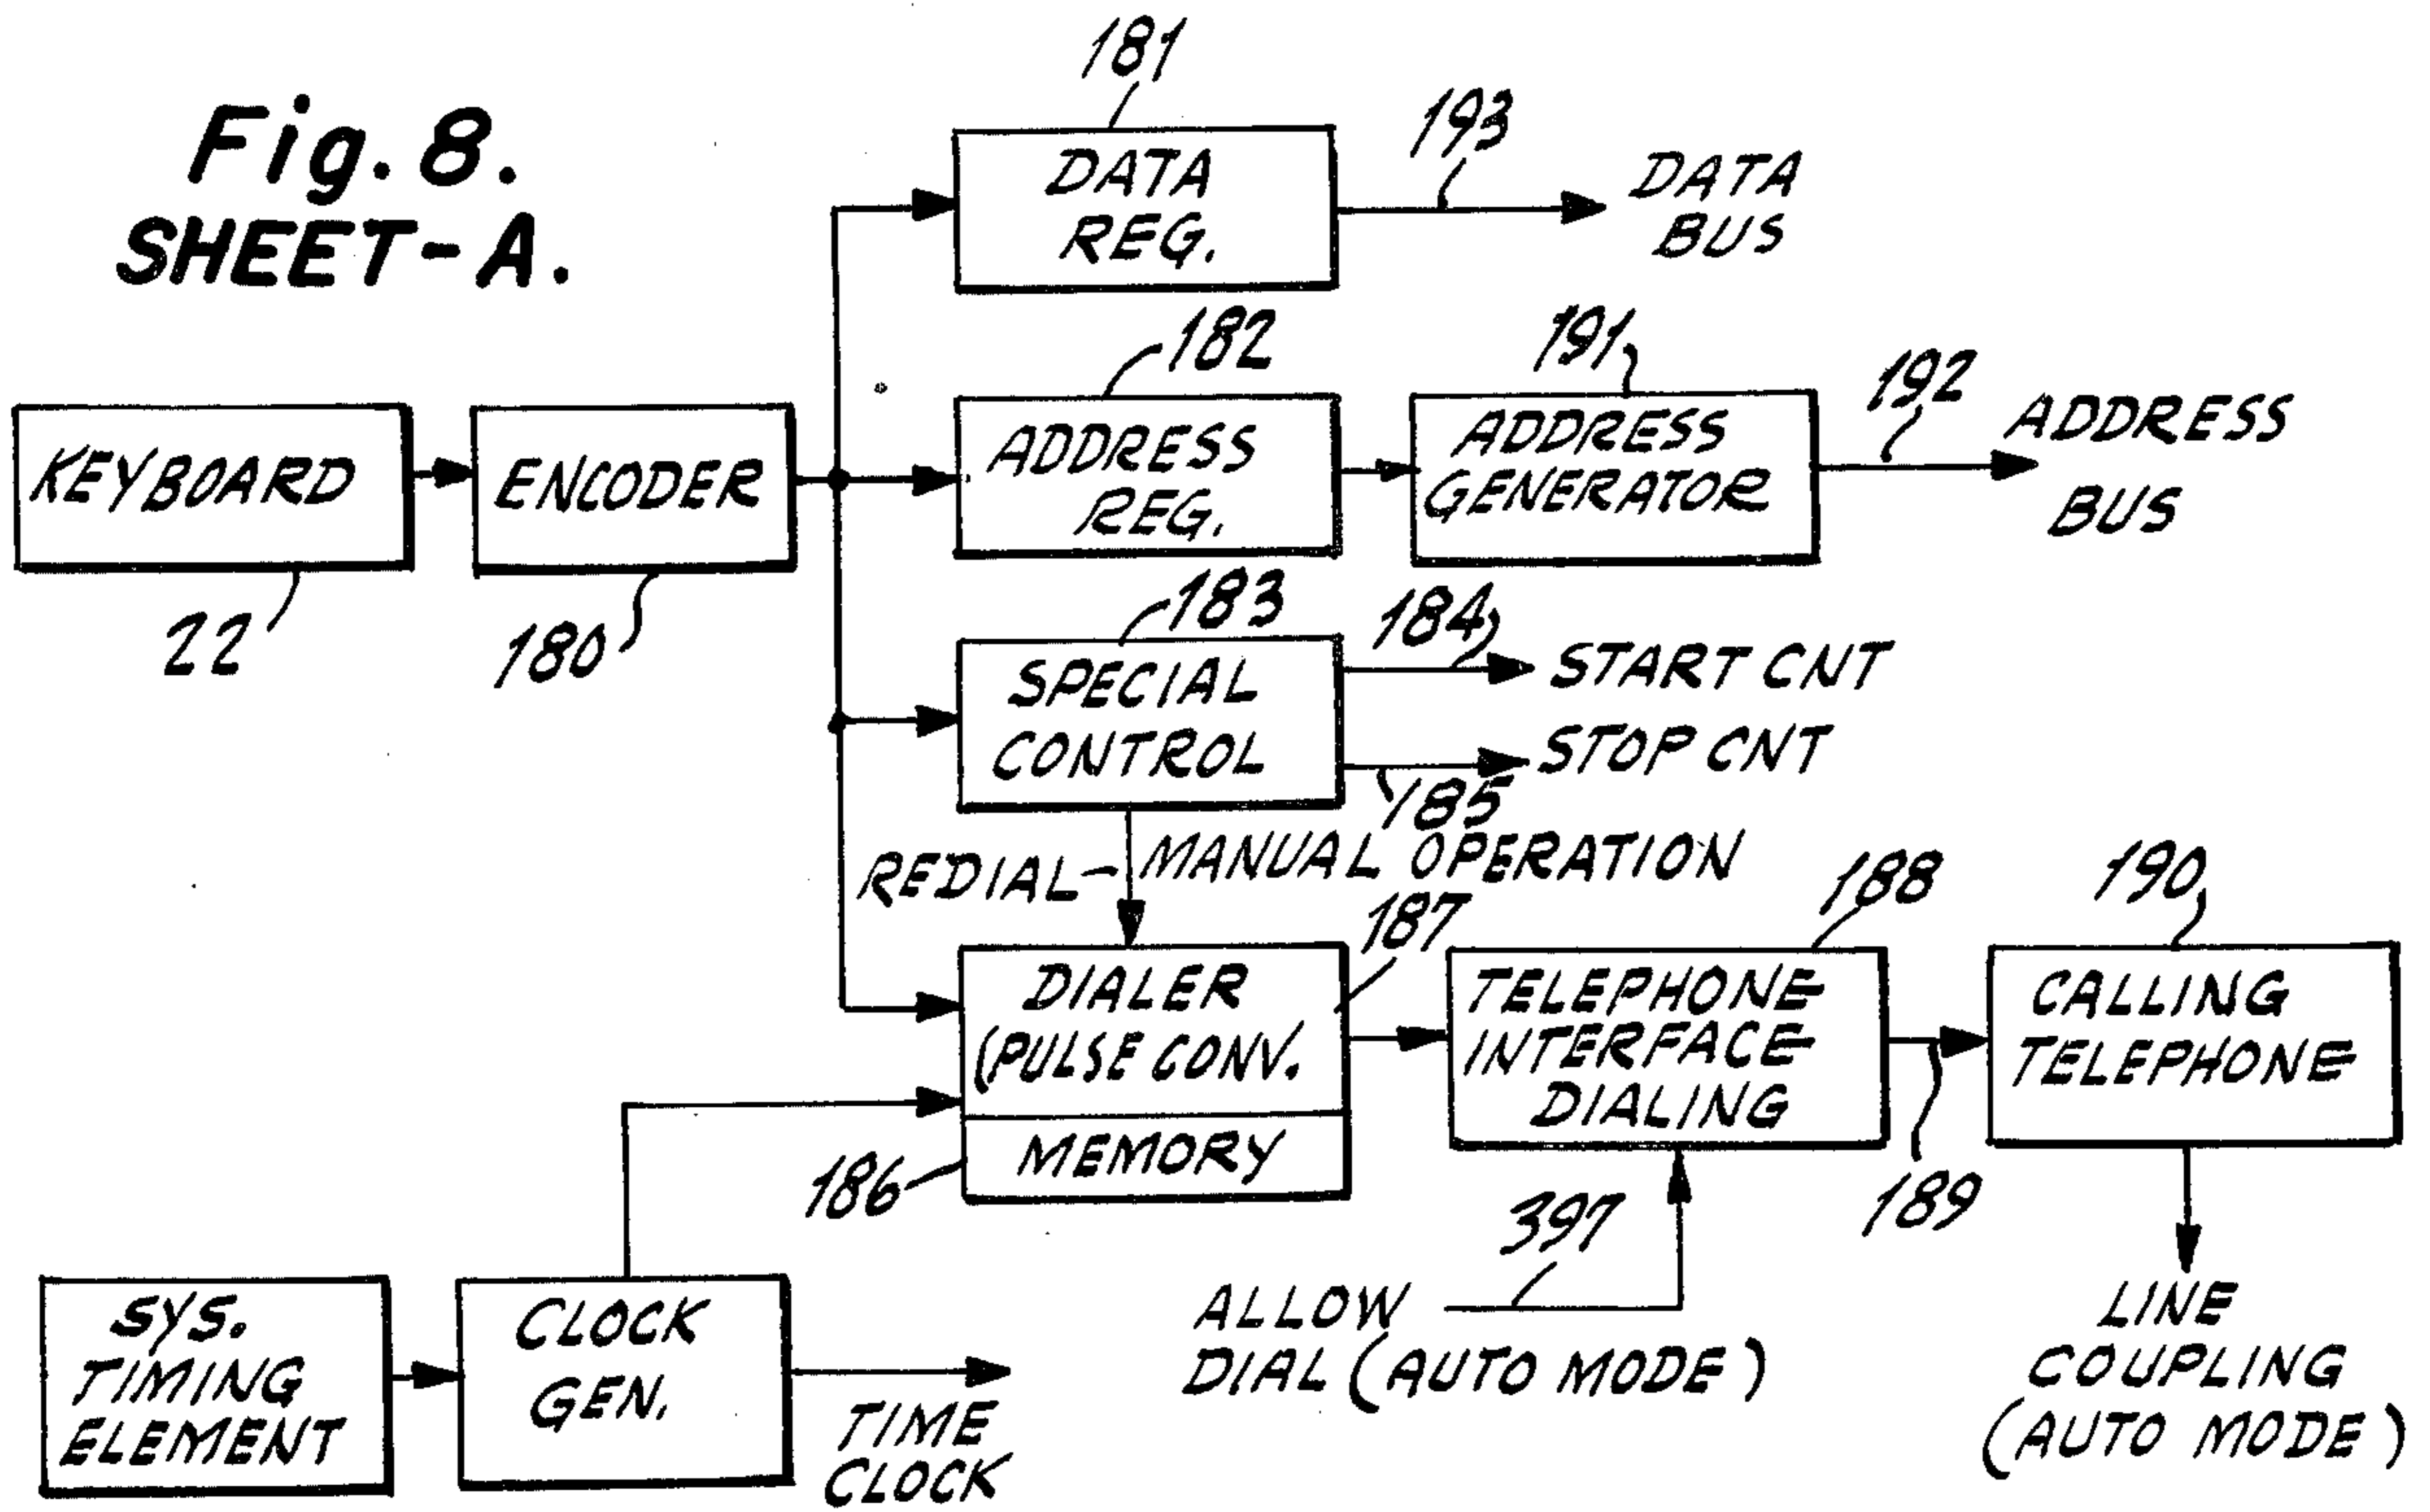 Fig. 8.
SHEET-A.
181
DATA
REG.
193
DATA
BUS
KEYBOARD
22
ENCODER
180
182
ADDRESS
REG.
191
ADDRESS
GENERATOR
192
ADDRESS
BUS
183
SPECIAL
CONTROL
184
START CNT
STOP CNT
185
REDIAL - MANUAL OPERATION
187
DIALER
(PULSE CONV.
MEMORY
186
188
TELEPHONE
INTERFACE
DIALING
189
190
CALLING
TELEPHONE
397
ALLOW
DIAL (AUTO MODE)
LINE
COUPLING
(AUTO MODE)
SYS.
TIMING
ELEMENT
CLOCK
GEN.
TIME
CLOCK